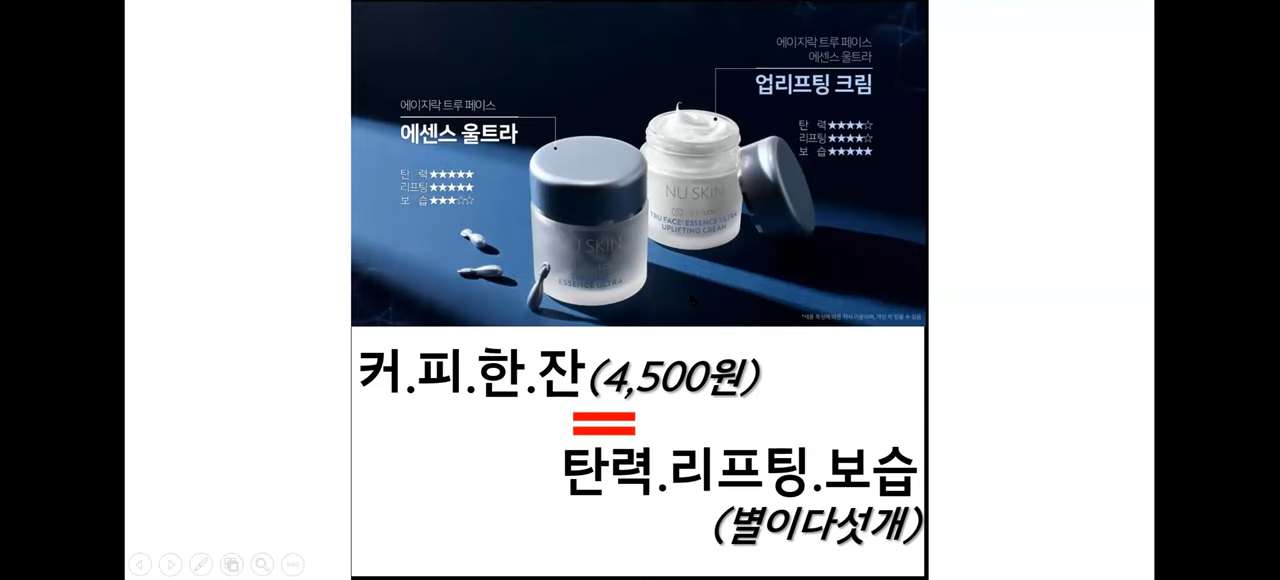 에이지락 트루 페이스
에센스 울트라
탄 력★★★★★
리프팅★★★★★
보 습★★★☆☆
에이지락 트루 페이스
에센스 울트라
업리프팅 크림
탄 력★★★★☆
리프팅★★★★☆
보 습★★★★★
NU SKIN
ESSENCE ULTRA
NU SKIN
TRU FACE® ESSENCE ULTRA
UPLIFTING CREAM
커.피.한.잔(4,500원)
=
탄력.리프팅.보습
(별이다섯개)